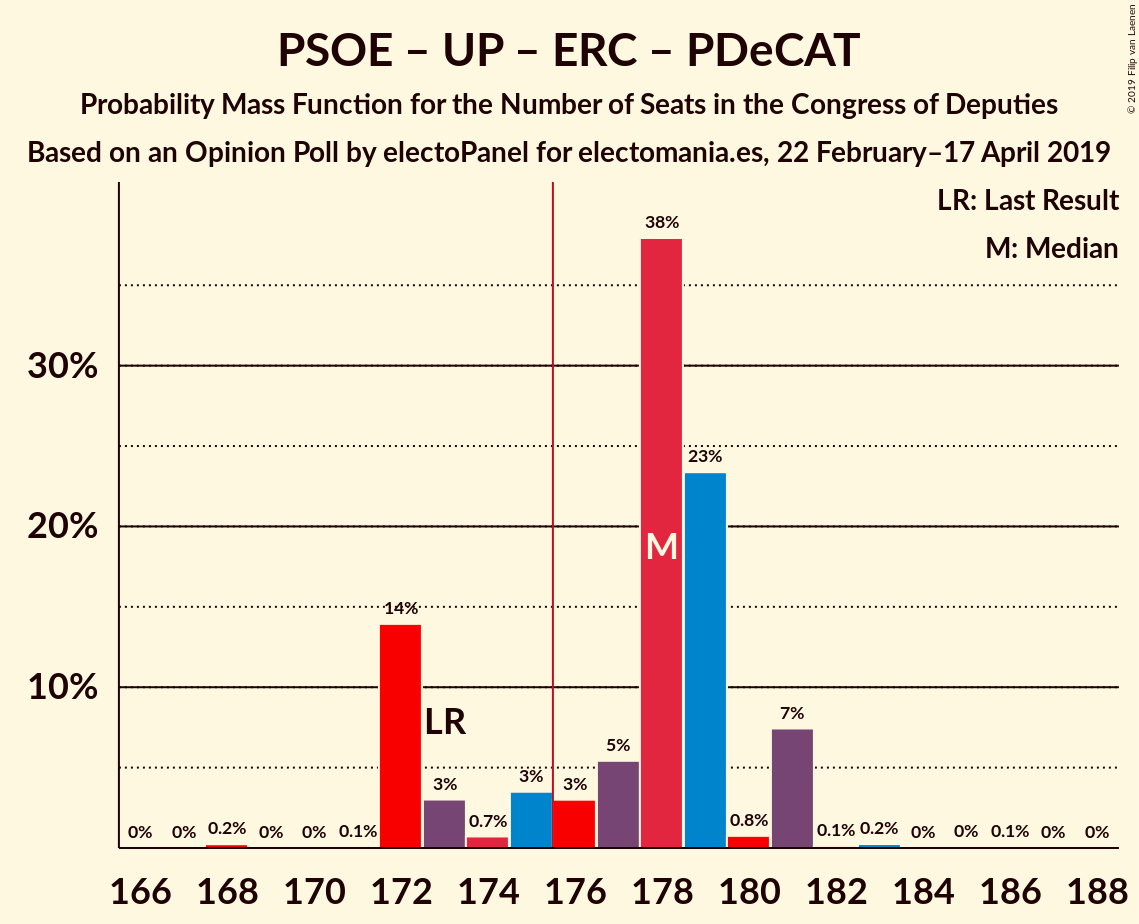 PSOE – UP – ERC – PDeCAT
Probability Mass Function for the Number of Seats in the Congress of Deputies
Based on an Opinion Poll by electoPanel for electomania.es, 22 February–17 April 2019
© 2019 Filip van Laenen
LR: Last Result
M: Median
30%
20%
10%
0% 0% 0.2% 0% 0% 0.1% 14% 3% 0.7% 3% 3% 5% 38% 23% 0.8% 7% 0.1% 0.2% 0% 0% 0.1% 0% 0%
LR
M
166 168 170 172 174 176 178 180 182 184 186 188